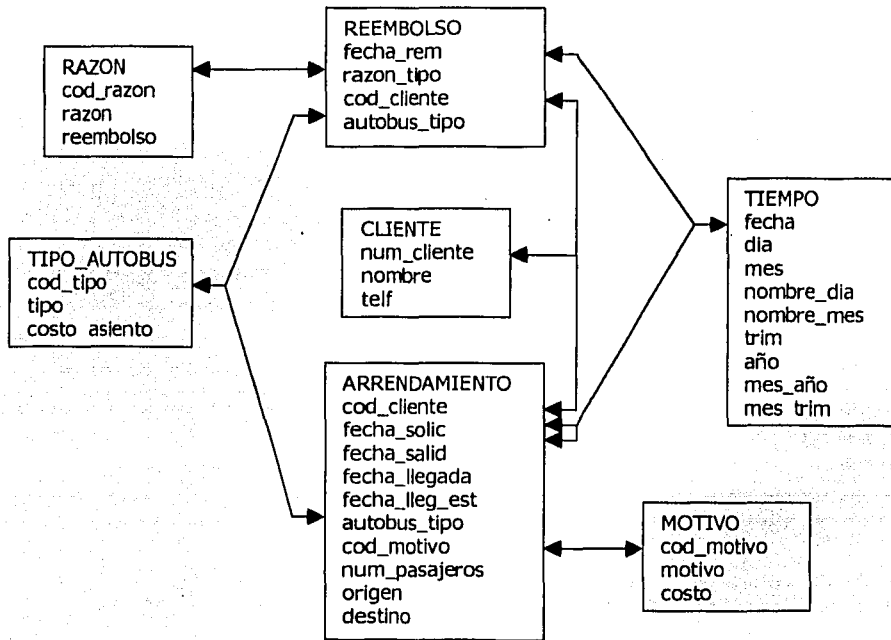 REEMBOLSO
fecha_rem
razon_tipo
cod_cliente
autobus_tipo
RAZON
cod_razon
razon
reembolso
CLIENTE
num_cliente
nombre
telf
TIPO_AUTOBUS
cod_tipo
tipo
costo asiento
TIEMPO
fecha
dia
mes
nombre_dia
nombre_mes
trim
año
mes_año
mes trim
ARRENDAMIENTO
cod_cliente
fecha_solic
fecha_salid
fecha_llegada
fecha_lleg_est
autobus_tipo
cod_motivo
num_pasajeros
origen
destino
MOTIVO
cod_motivo
motivo
costo